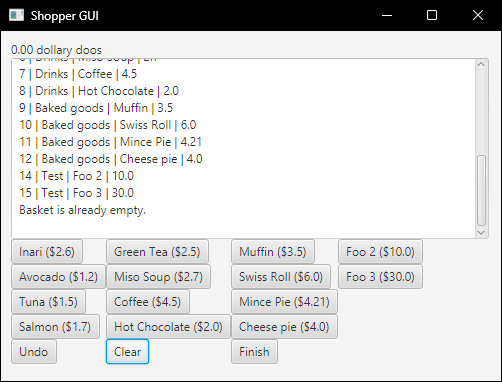 Shopper GUI
0.00 dollary doos
6 | Drinks | Miso Soup | 2.7
7 | Drinks | Coffee | 4.5
8 | Drinks | Hot Chocolate | 2.0
9 | Baked goods | Muffin | 3.5
10 | Baked goods | Swiss Roll | 6.0
11 | Baked goods | Mince Pie | 4.21
12 | Baked goods | Cheese pie | 4.0
14 | Test | Foo 2 | 10.0
15 | Test | Foo 3 | 30.0
Basket is already empty.
Inari ($2.6) Green Tea ($2.5) Muffin ($3.5) Foo 2 ($10.0)
Avocado ($1.2) Miso Soup ($2.7) Swiss Roll ($6.0) Foo 3 ($30.0)
Tuna ($1.5) Coffee ($4.5) Mince Pie ($4.21)
Salmon ($1.7) Hot Chocolate ($2.0) Cheese pie ($4.0)
Undo Clear Finish